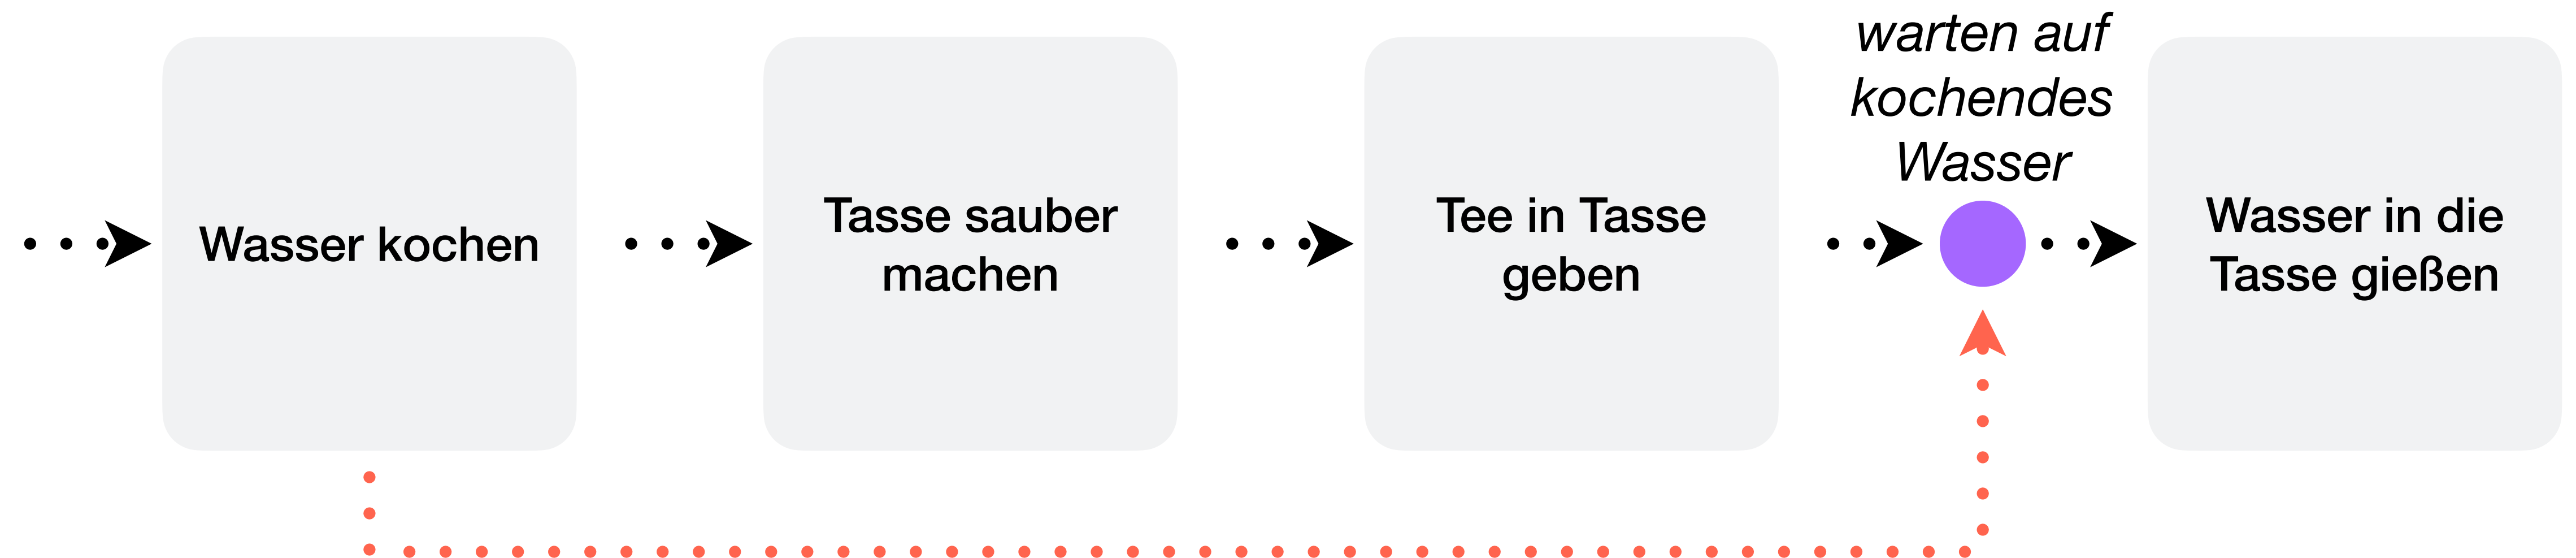 Wasser kochen
Tasse sauber
machen
Tee in Tasse
geben
warten auf
kochendes
Wasser
Wasser in die
Tasse gießen